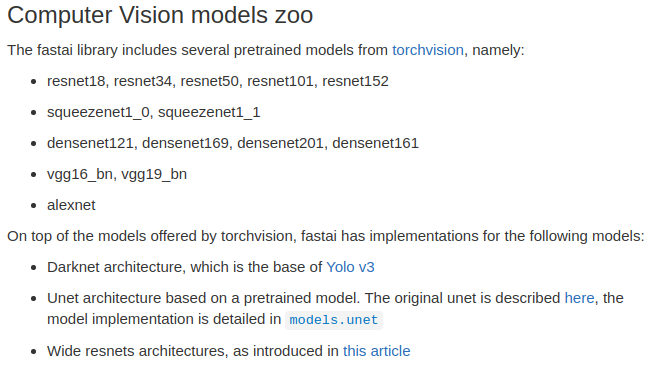 Computer Vision models zoo
The fastai library includes several pretrained models from torchvision, namely:
resnet18, resnet34, resnet50, resnet101, resnet152
squeezenet1_0, squeezenet1_1
densenet121, densenet169, densenet201, densenet161
vgg16_bn, vgg19_bn
alexnet
On top of the models offered by torchvision, fastai has implementations for the following models:
Darknet architecture, which is the base of Yolo v3
Unet architecture based on a pretrained model. The original unet is described here, the
model implementation is detailed in models.unet
Wide resnets architectures, as introduced in this article